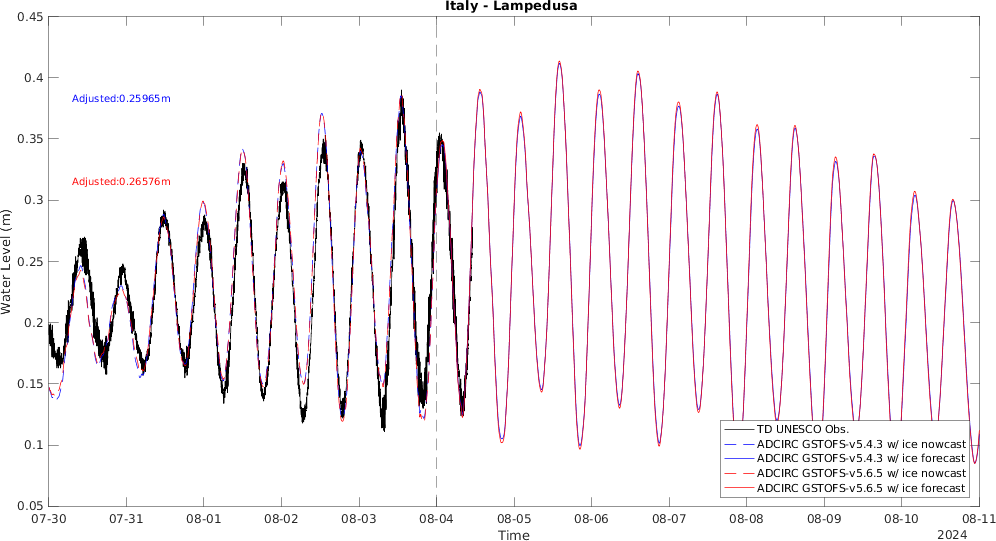 Italy - Lampedusa
0.45
0.4
0.35
0.3
0.25
0.2
0.15
0.1
0.05
Water Level (m)
Adjusted:0.25965m
Adjusted:0.26576m
TD UNESCO Obs.
ADCIRC GSTOFS-v5.4.3 w/ ice nowcast
ADCIRC GSTOFS-v5.4.3 w/ ice forecast
ADCIRC GSTOFS-v5.6.5 w/ ice nowcast
ADCIRC GSTOFS-v5.6.5 w/ ice forecast
07-30 07-31 08-01 08-02 08-03 08-04 08-05 08-06 08-07 08-08 08-09 08-10 08-11
Time
2024